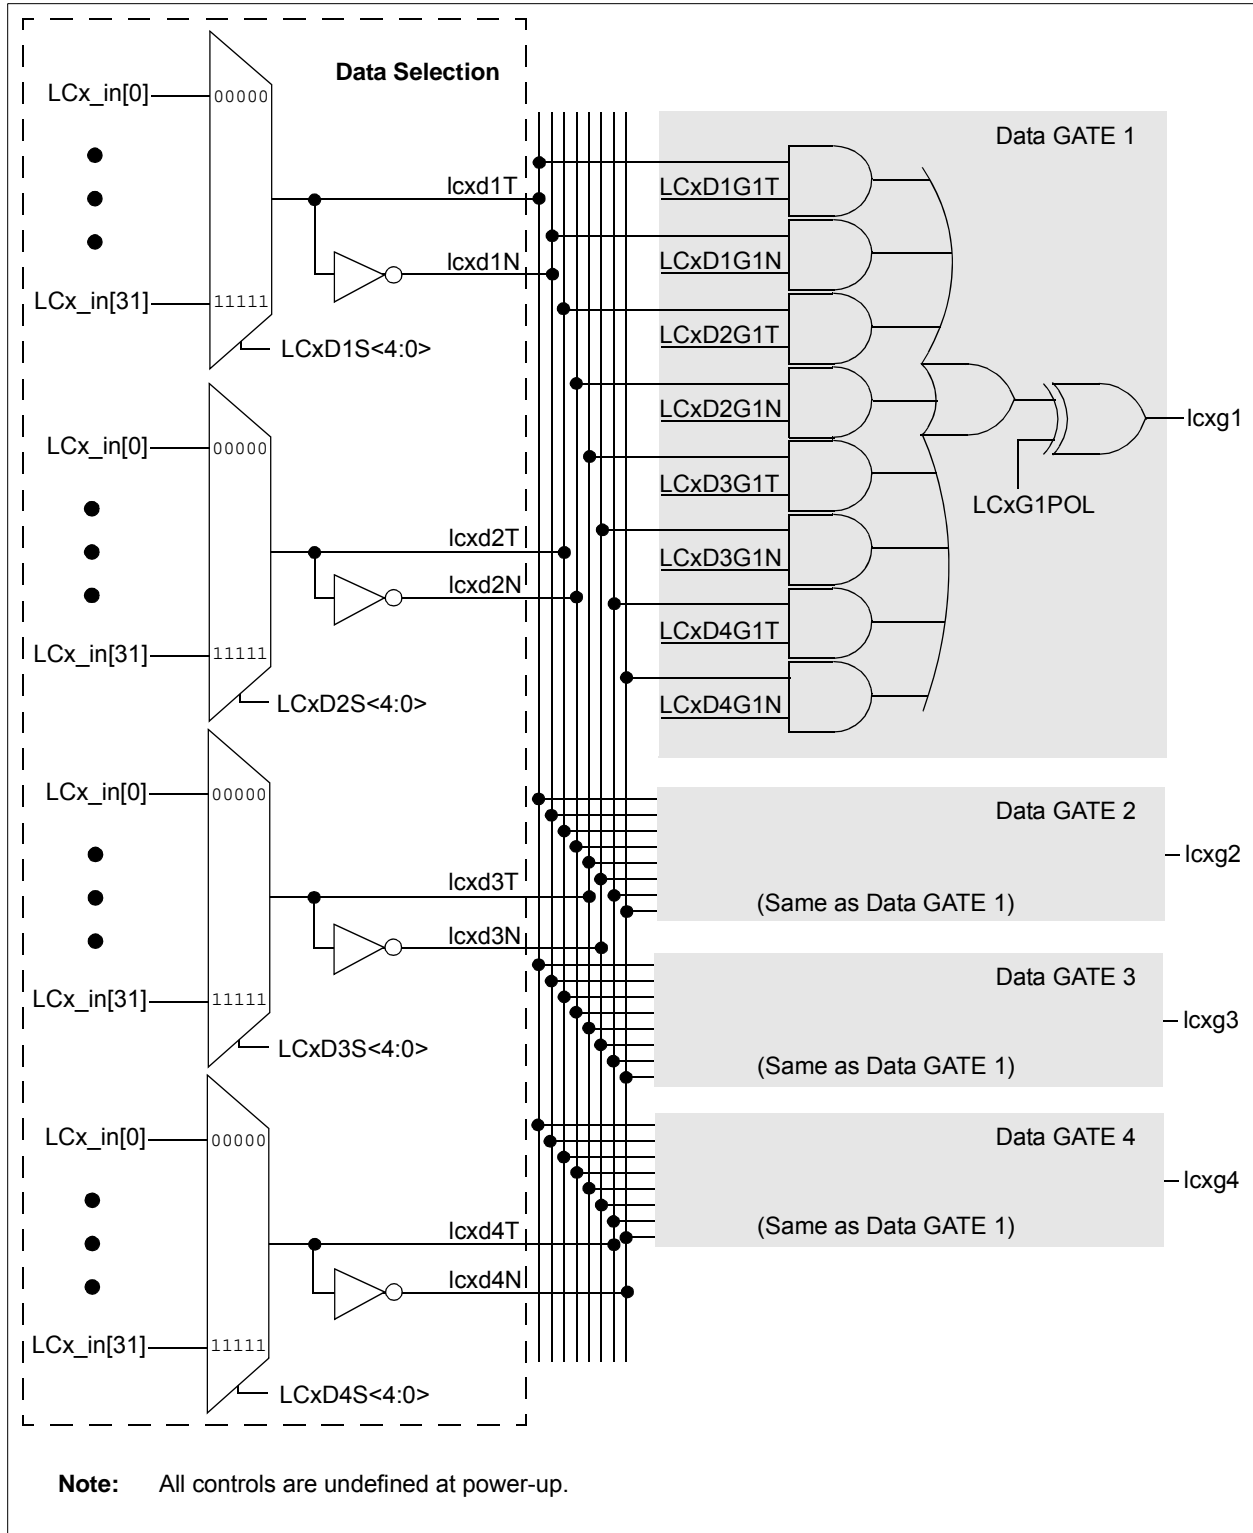 Data Selection
LCx_in[0]
00000
LCx_in[31]
11111
LCxD1S<4:0>
lcxd1T
lcxd1N
LCx_in[0]
00000
LCx_in[31]
11111
LCxD2S<4:0>
lcxd2T
lcxd2N
LCx_in[0]
00000
LCx_in[31]
11111
LCxD3S<4:0>
lcxd3T
lcxd3N
LCx_in[0]
00000
LCx_in[31]
11111
LCxD4S<4:0>
lcxd4T
lcxd4N
Data GATE 1
LCxD1G1T
LCxD1G1N
LCxD2G1T
LCxD2G1N
LCxD3G1T
LCxD3G1N
LCxD4G1T
LCxD4G1N
LCxG1POL
lcxg1
Data GATE 2
(Same as Data GATE 1)
lcxg2
Data GATE 3
(Same as Data GATE 1)
lcxg3
Data GATE 4
(Same as Data GATE 1)
lcxg4
Note: All controls are undefined at power-up.